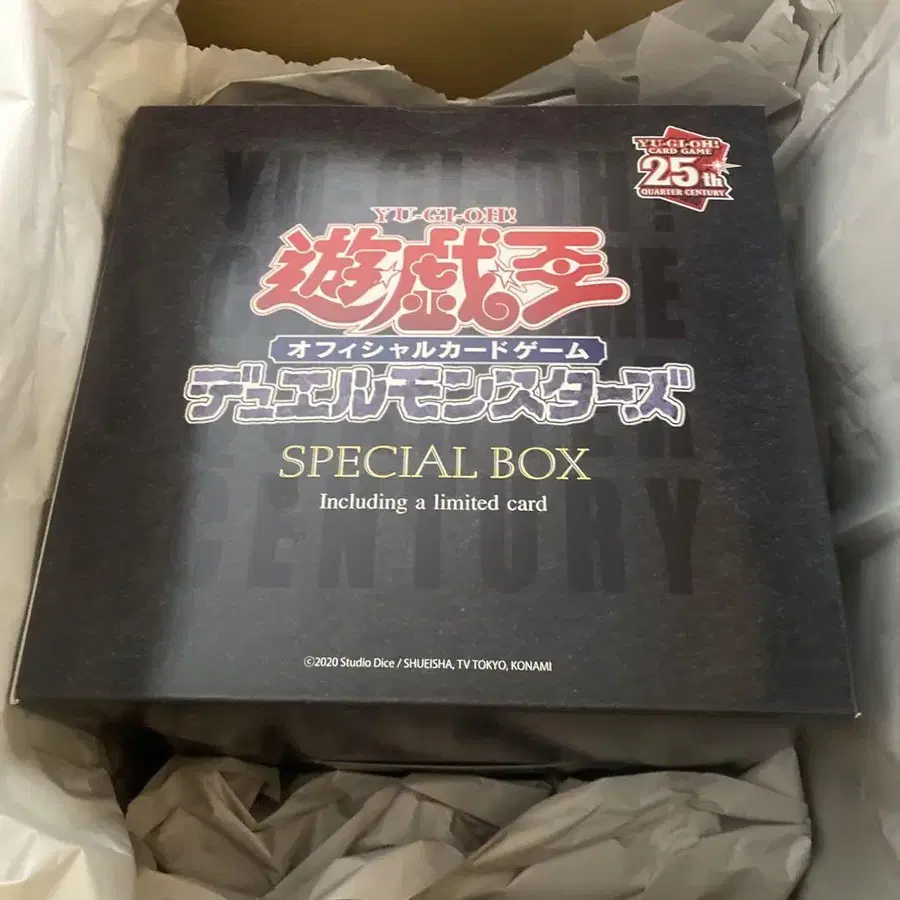 YU-GI-OH!
CARD GAME
25th
QUARTER CENTURY
YU-GI-OH!
遊戯王
オフィシャルカードゲーム
デュエルモンスターズ
SPECIAL BOX
Including a limited card
CENTURY
©2020 Studio Dice / SHUEISHA, TV TOKYO, KONAMI